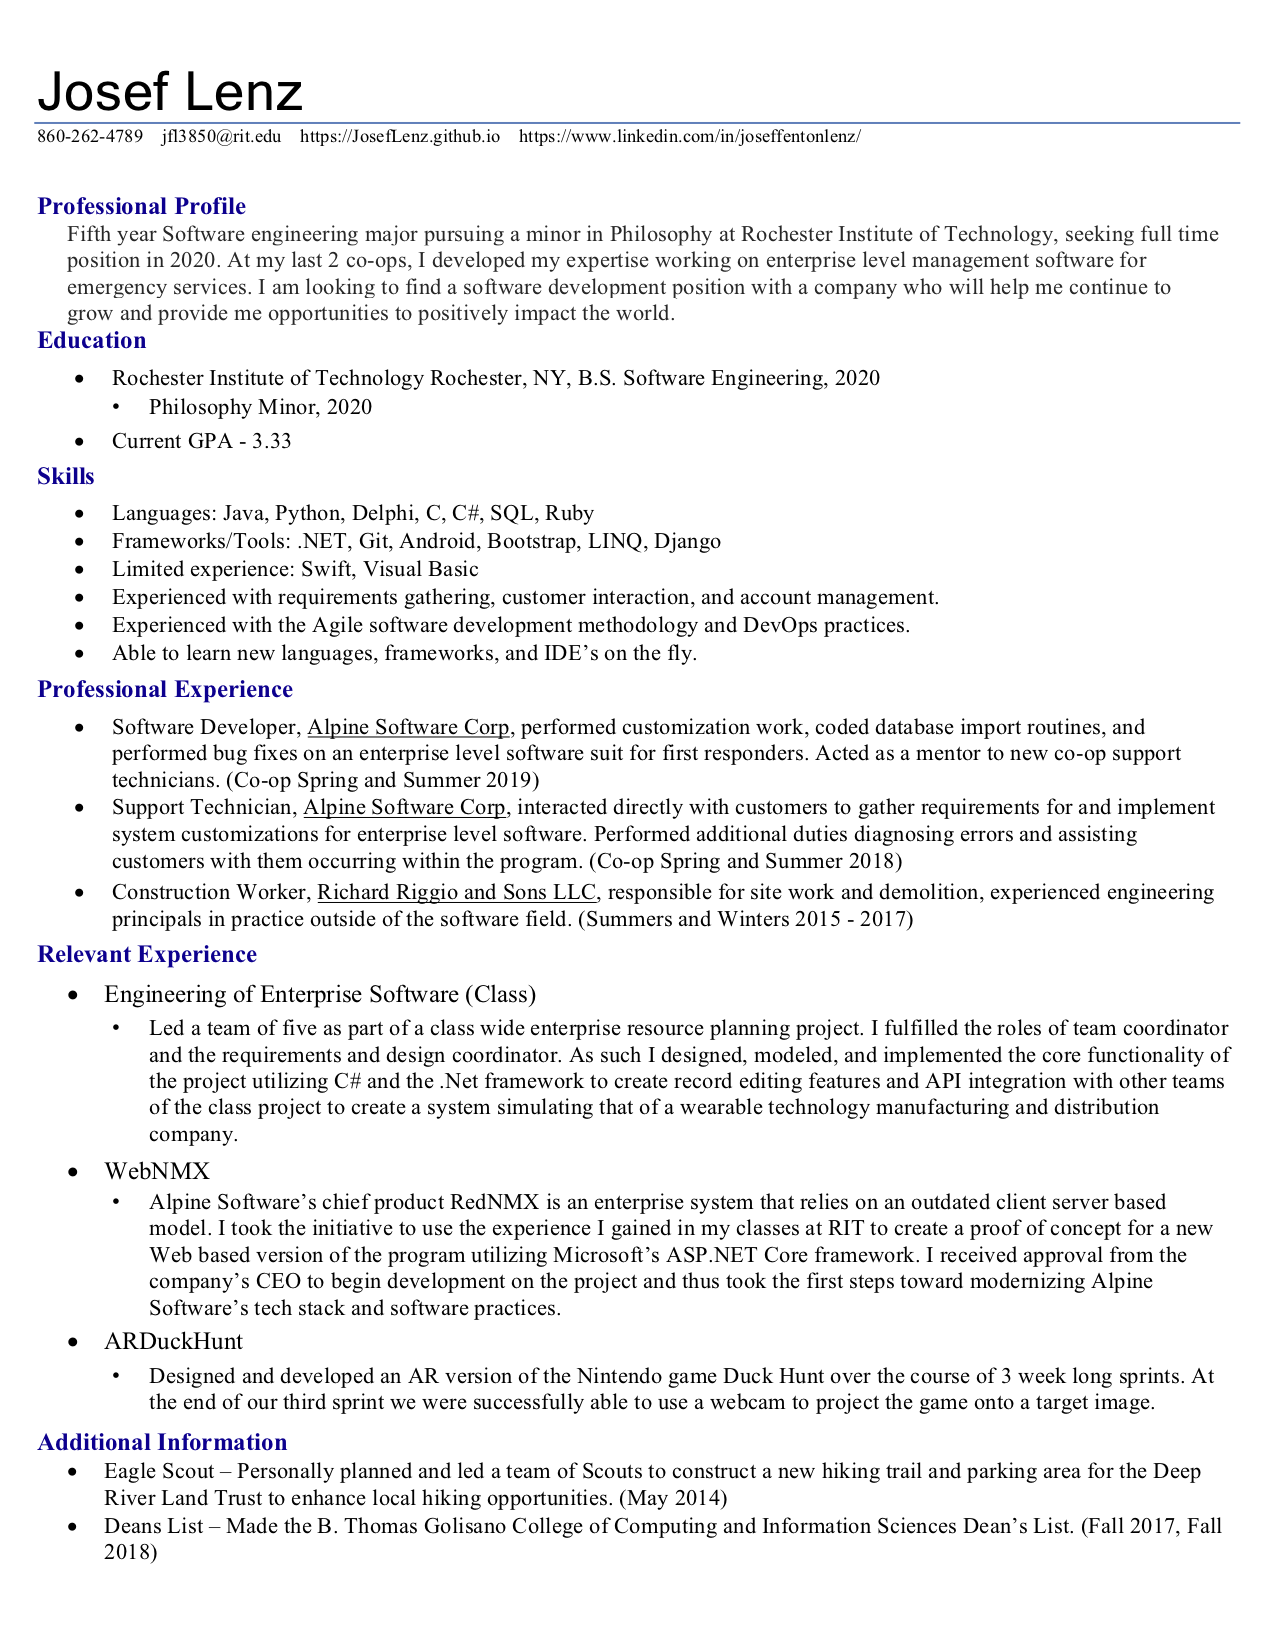 Josef Lenz
860-262-4789 jfl3850@rit.edu https://JosefLenz.github.io https://www.linkedin.com/in/joseffentonlenz/
Professional Profile
Fifth year Software engineering major pursuing a minor in Philosophy at Rochester Institute of Technology, seeking full time
position in 2020. At my last 2 co-ops, I developed my expertise working on enterprise level management software for
emergency services. I am looking to find a software development position with a company who will help me continue to
grow and provide me opportunities to positively impact the world.
Education
• Rochester Institute of Technology Rochester, NY, B.S. Software Engineering, 2020
• Philosophy Minor, 2020
• Current GPA - 3.33
Skills
• Languages: Java, Python, Delphi, C, C#, SQL, Ruby
• Frameworks/Tools: .NET, Git, Android, Bootstrap, LINQ, Django
• Limited experience: Swift, Visual Basic
• Experienced with requirements gathering, customer interaction, and account management.
• Experienced with the Agile software development methodology and DevOps practices.
• Able to learn new languages, frameworks, and IDE’s on the fly.
Professional Experience
• Software Developer, Alpine Software Corp, performed customization work, coded database import routines, and
performed bug fixes on an enterprise level software suit for first responders. Acted as a mentor to new co-op support
technicians. (Co-op Spring and Summer 2019)
• Support Technician, Alpine Software Corp, interacted directly with customers to gather requirements for and implement
system customizations for enterprise level software. Performed additional duties diagnosing errors and assisting
customers with them occurring within the program. (Co-op Spring and Summer 2018)
• Construction Worker, Richard Riggio and Sons LLC, responsible for site work and demolition, experienced engineering
principals in practice outside of the software field. (Summers and Winters 2015 - 2017)
Relevant Experience
• Engineering of Enterprise Software (Class)
• Led a team of five as part of a class wide enterprise resource planning project. I fulfilled the roles of team coordinator
and the requirements and design coordinator. As such I designed, modeled, and implemented the core functionality of
the project utilizing C# and the .Net framework to create record editing features and API integration with other teams
of the class project to create a system simulating that of a wearable technology manufacturing and distribution
company.
• WebNMX
• Alpine Software’s chief product RedNMX is an enterprise system that relies on an outdated client server based
model. I took the initiative to use the experience I gained in my classes at RIT to create a proof of concept for a new
Web based version of the program utilizing Microsoft’s ASP.NET Core framework. I received approval from the
company’s CEO to begin development on the project and thus took the first steps toward modernizing Alpine
Software’s tech stack and software practices.
• ARDuckHunt
• Designed and developed an AR version of the Nintendo game Duck Hunt over the course of 3 week long sprints. At
the end of our third sprint we were successfully able to use a webcam to project the game onto a target image.
Additional Information
• Eagle Scout – Personally planned and led a team of Scouts to construct a new hiking trail and parking area for the Deep
River Land Trust to enhance local hiking opportunities. (May 2014)
• Deans List – Made the B. Thomas Golisano College of Computing and Information Sciences Dean’s List. (Fall 2017, Fall
2018)